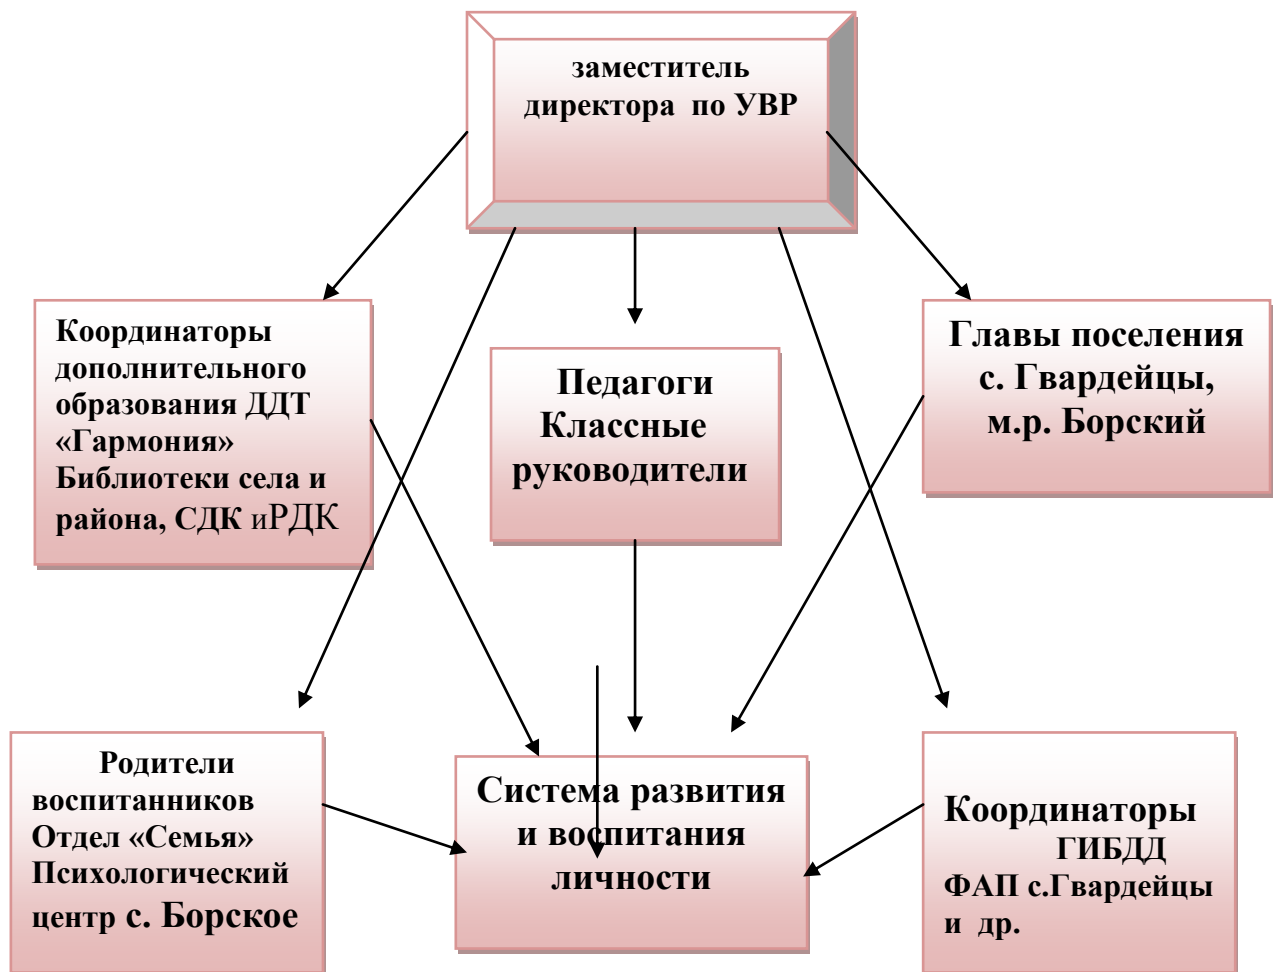 заместитель
директора по УВР
Координаторы
дополнительного
образования ДДТ
«Гармония»
Библиотеки села и
района, СДК иРДК
Педагоги
Классные
руководители
Главы поселения
с. Гвардейцы,
м.р. Борский
Родители
воспитанников
Отдел «Семья»
Психологический
центр с. Борское
Система развития
и воспитания
личности
Координаторы
ГИБДД
ФАП с.Гвардейцы
и др.